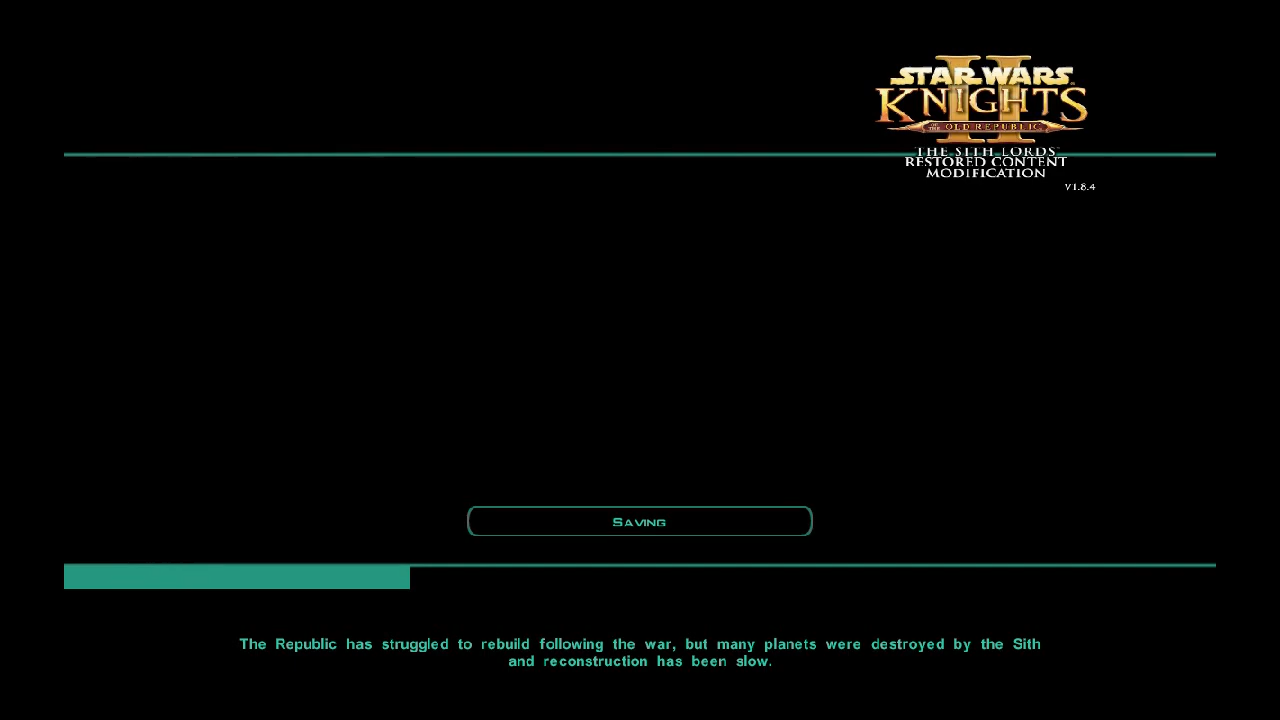 STAR WARS
II
KNIGHTS
OF THE OLD REPUBLIC
THE SITH LORDS
RESTORED CONTENT
MODIFICATION
V1.8.4
SAVING
The Republic has struggled to rebuild following the war, but many planets were destroyed by the Sith
and reconstruction has been slow.